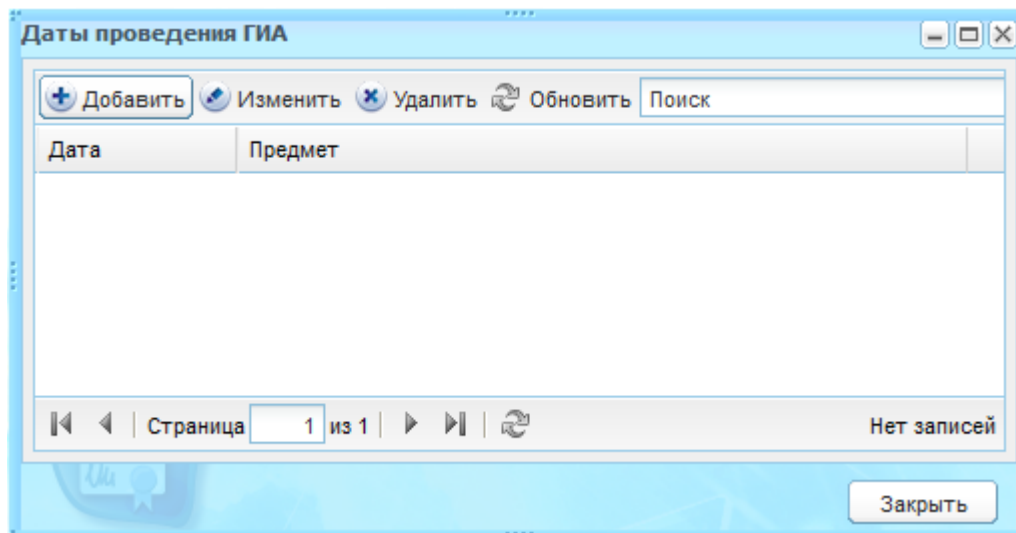 Даты проведения ГИА
Добавить Изменить Удалить Обновить Поиск
Дата Предмет
Страница 1 из 1 Нет записей
Закрыть